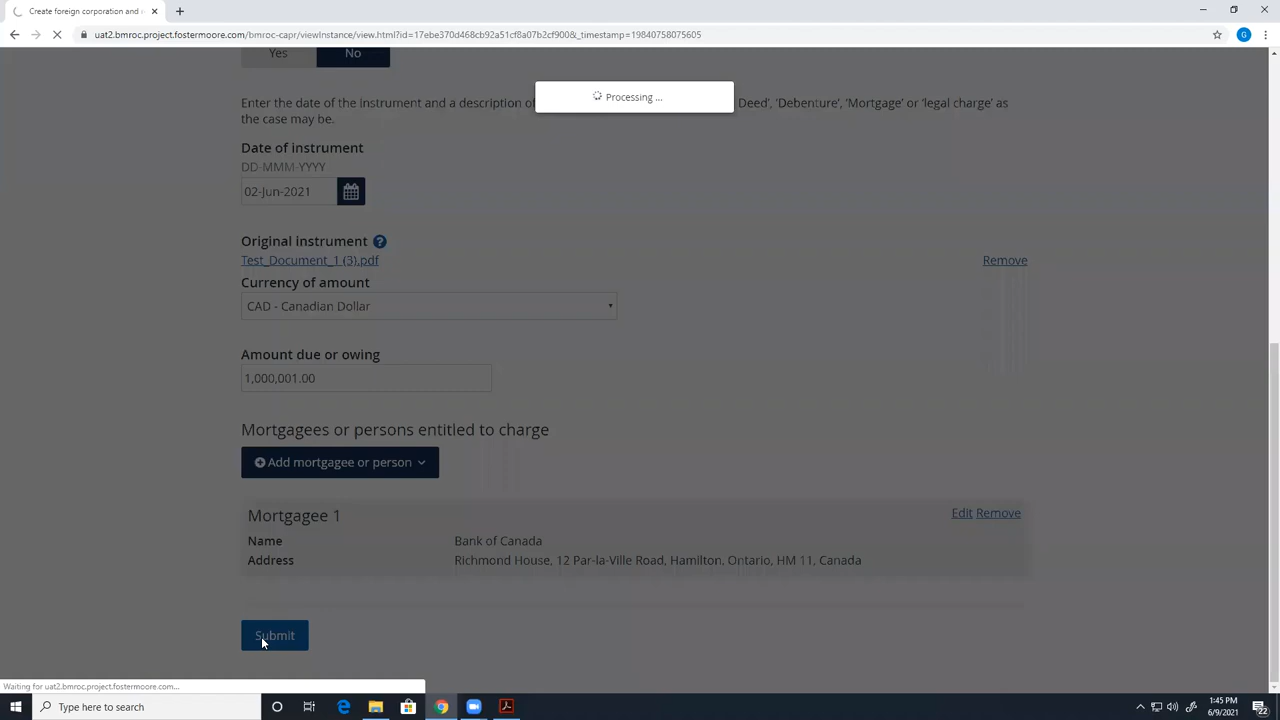 Create foreign corporation and r
uat2.bmroc.project.fostermoore.com/bmroc-capr/viewInstance/view.html?id=17ebe370d468cb92a51cf8a07b2cf900&_timestamp=19840758075605
G
Yes No
Processing ...
Enter the date of the instrument and a description of Deed', 'Debenture', 'Mortgage' or 'legal charge' as
the case may be.
Date of instrument
DD-MMM-YYYY
02-Jun-2021
Original instrument ?
Test_Document_1 (3).pdf Remove
Currency of amount
CAD - Canadian Dollar
Amount due or owing
1,000,001.00
Mortgagees or persons entitled to charge
Add mortgagee or person
Mortgagee 1 Edit Remove
Name Bank of Canada
Address Richmond House, 12 Par-la-Ville Road, Hamilton, Ontario, HM 11, Canada
Submit
Waiting for uat2.bmroc.project.fostermoore.com...
Type here to search
1:45 PM
6/9/2021
22